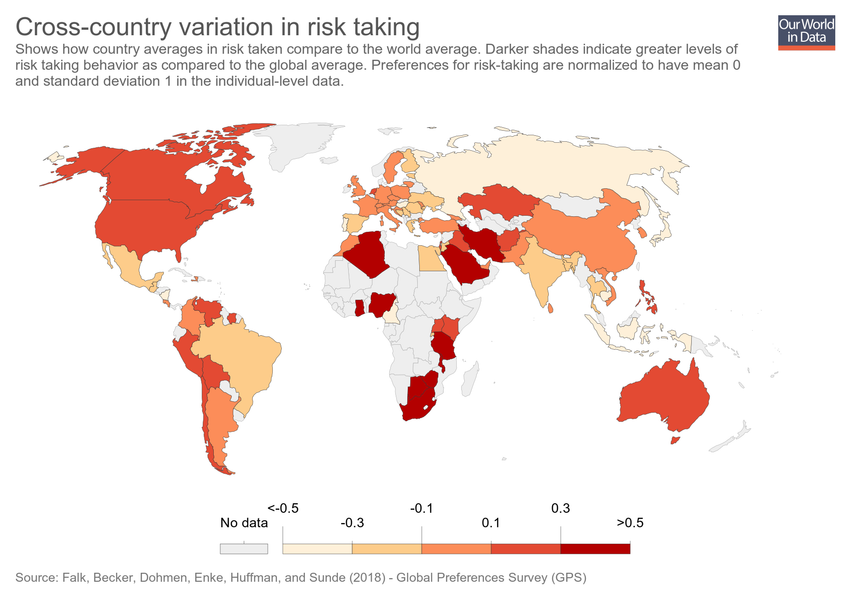 Cross-country variation in risk taking
Our World
in Data
Shows how country averages in risk taken compare to the world average. Darker shades indicate greater levels of
risk taking behavior as compared to the global average. Preferences for risk-taking are normalized to have mean 0
and standard deviation 1 in the individual-level data.
<-0.5 -0.1 0.3
No data -0.3 0.1 >0.5
Source: Falk, Becker, Dohmen, Enke, Huffman, and Sunde (2018) - Global Preferences Survey (GPS)